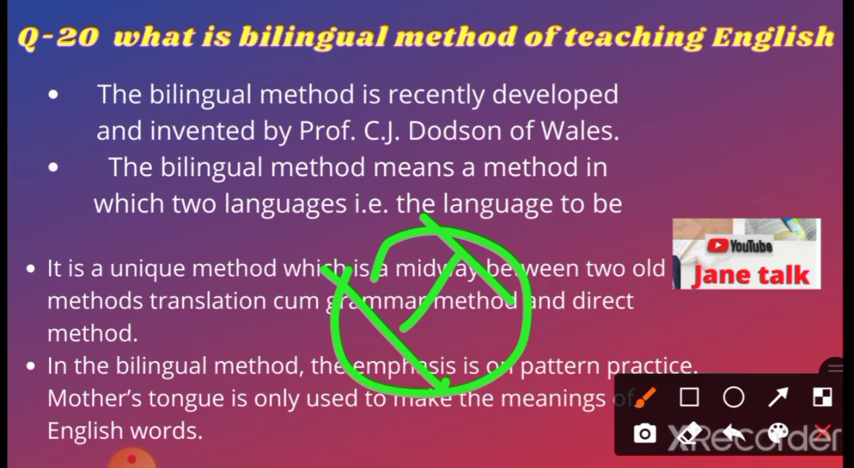 Q-20 what is bilingual method of teaching English
• The bilingual method is recently developed
and invented by Prof. C.J. Dodson of Wales.
• The bilingual method means a method in
which two languages i.e. the language to be
• It is a unique method which is a midway between two old
methods translation cum grammar method and direct
method.
• In the bilingual method, the emphasis is on pattern practice.
Mother's tongue is only used to make the meanings of
English words.
YouTube
Jane talk
XRecorder